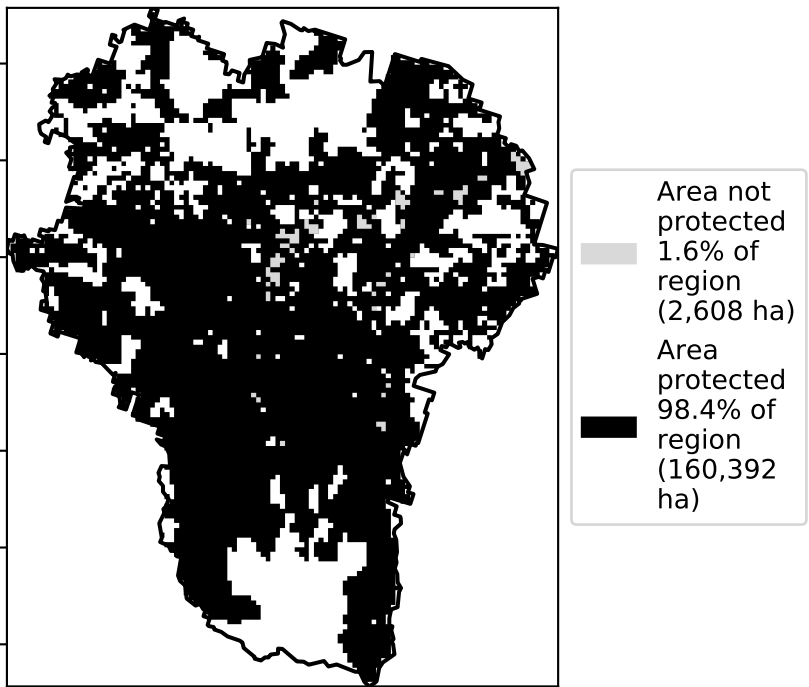 Area not
protected
1.6% of
region
(2,608 ha)
Area
protected
98.4% of
region
(160,392
ha)